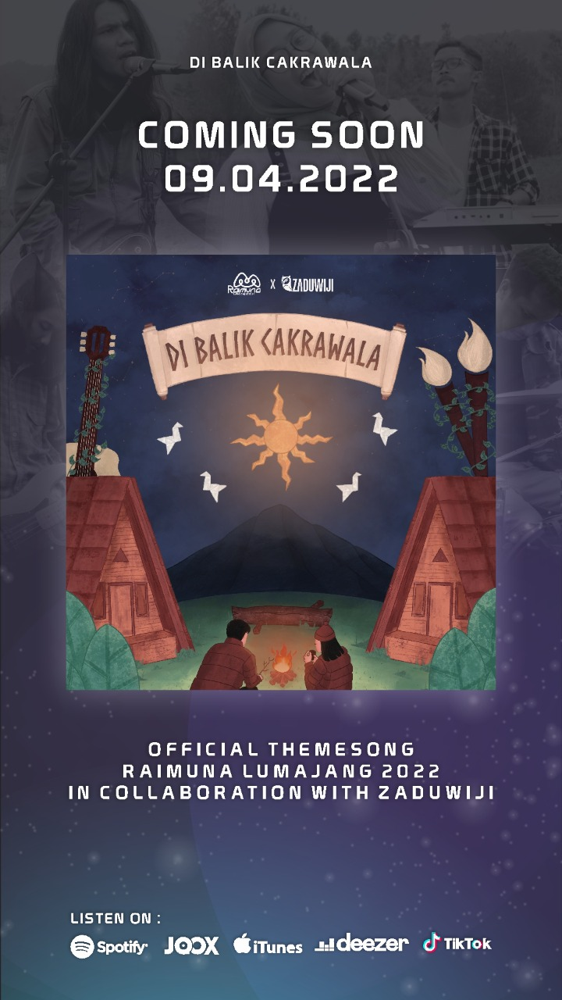 DI BALIK CAKRAWALA
COMING SOON
09.04.2022
Raimuna X ZADUWIJI
DI BALIK CAKRAWALA
OFFICIAL THEMESONG
RAIMUNA LUMAJANG 2022
IN COLLABORATION WITH ZADUWIJI
LISTEN ON :
Spotify JOOX iTunes deezer TikTok